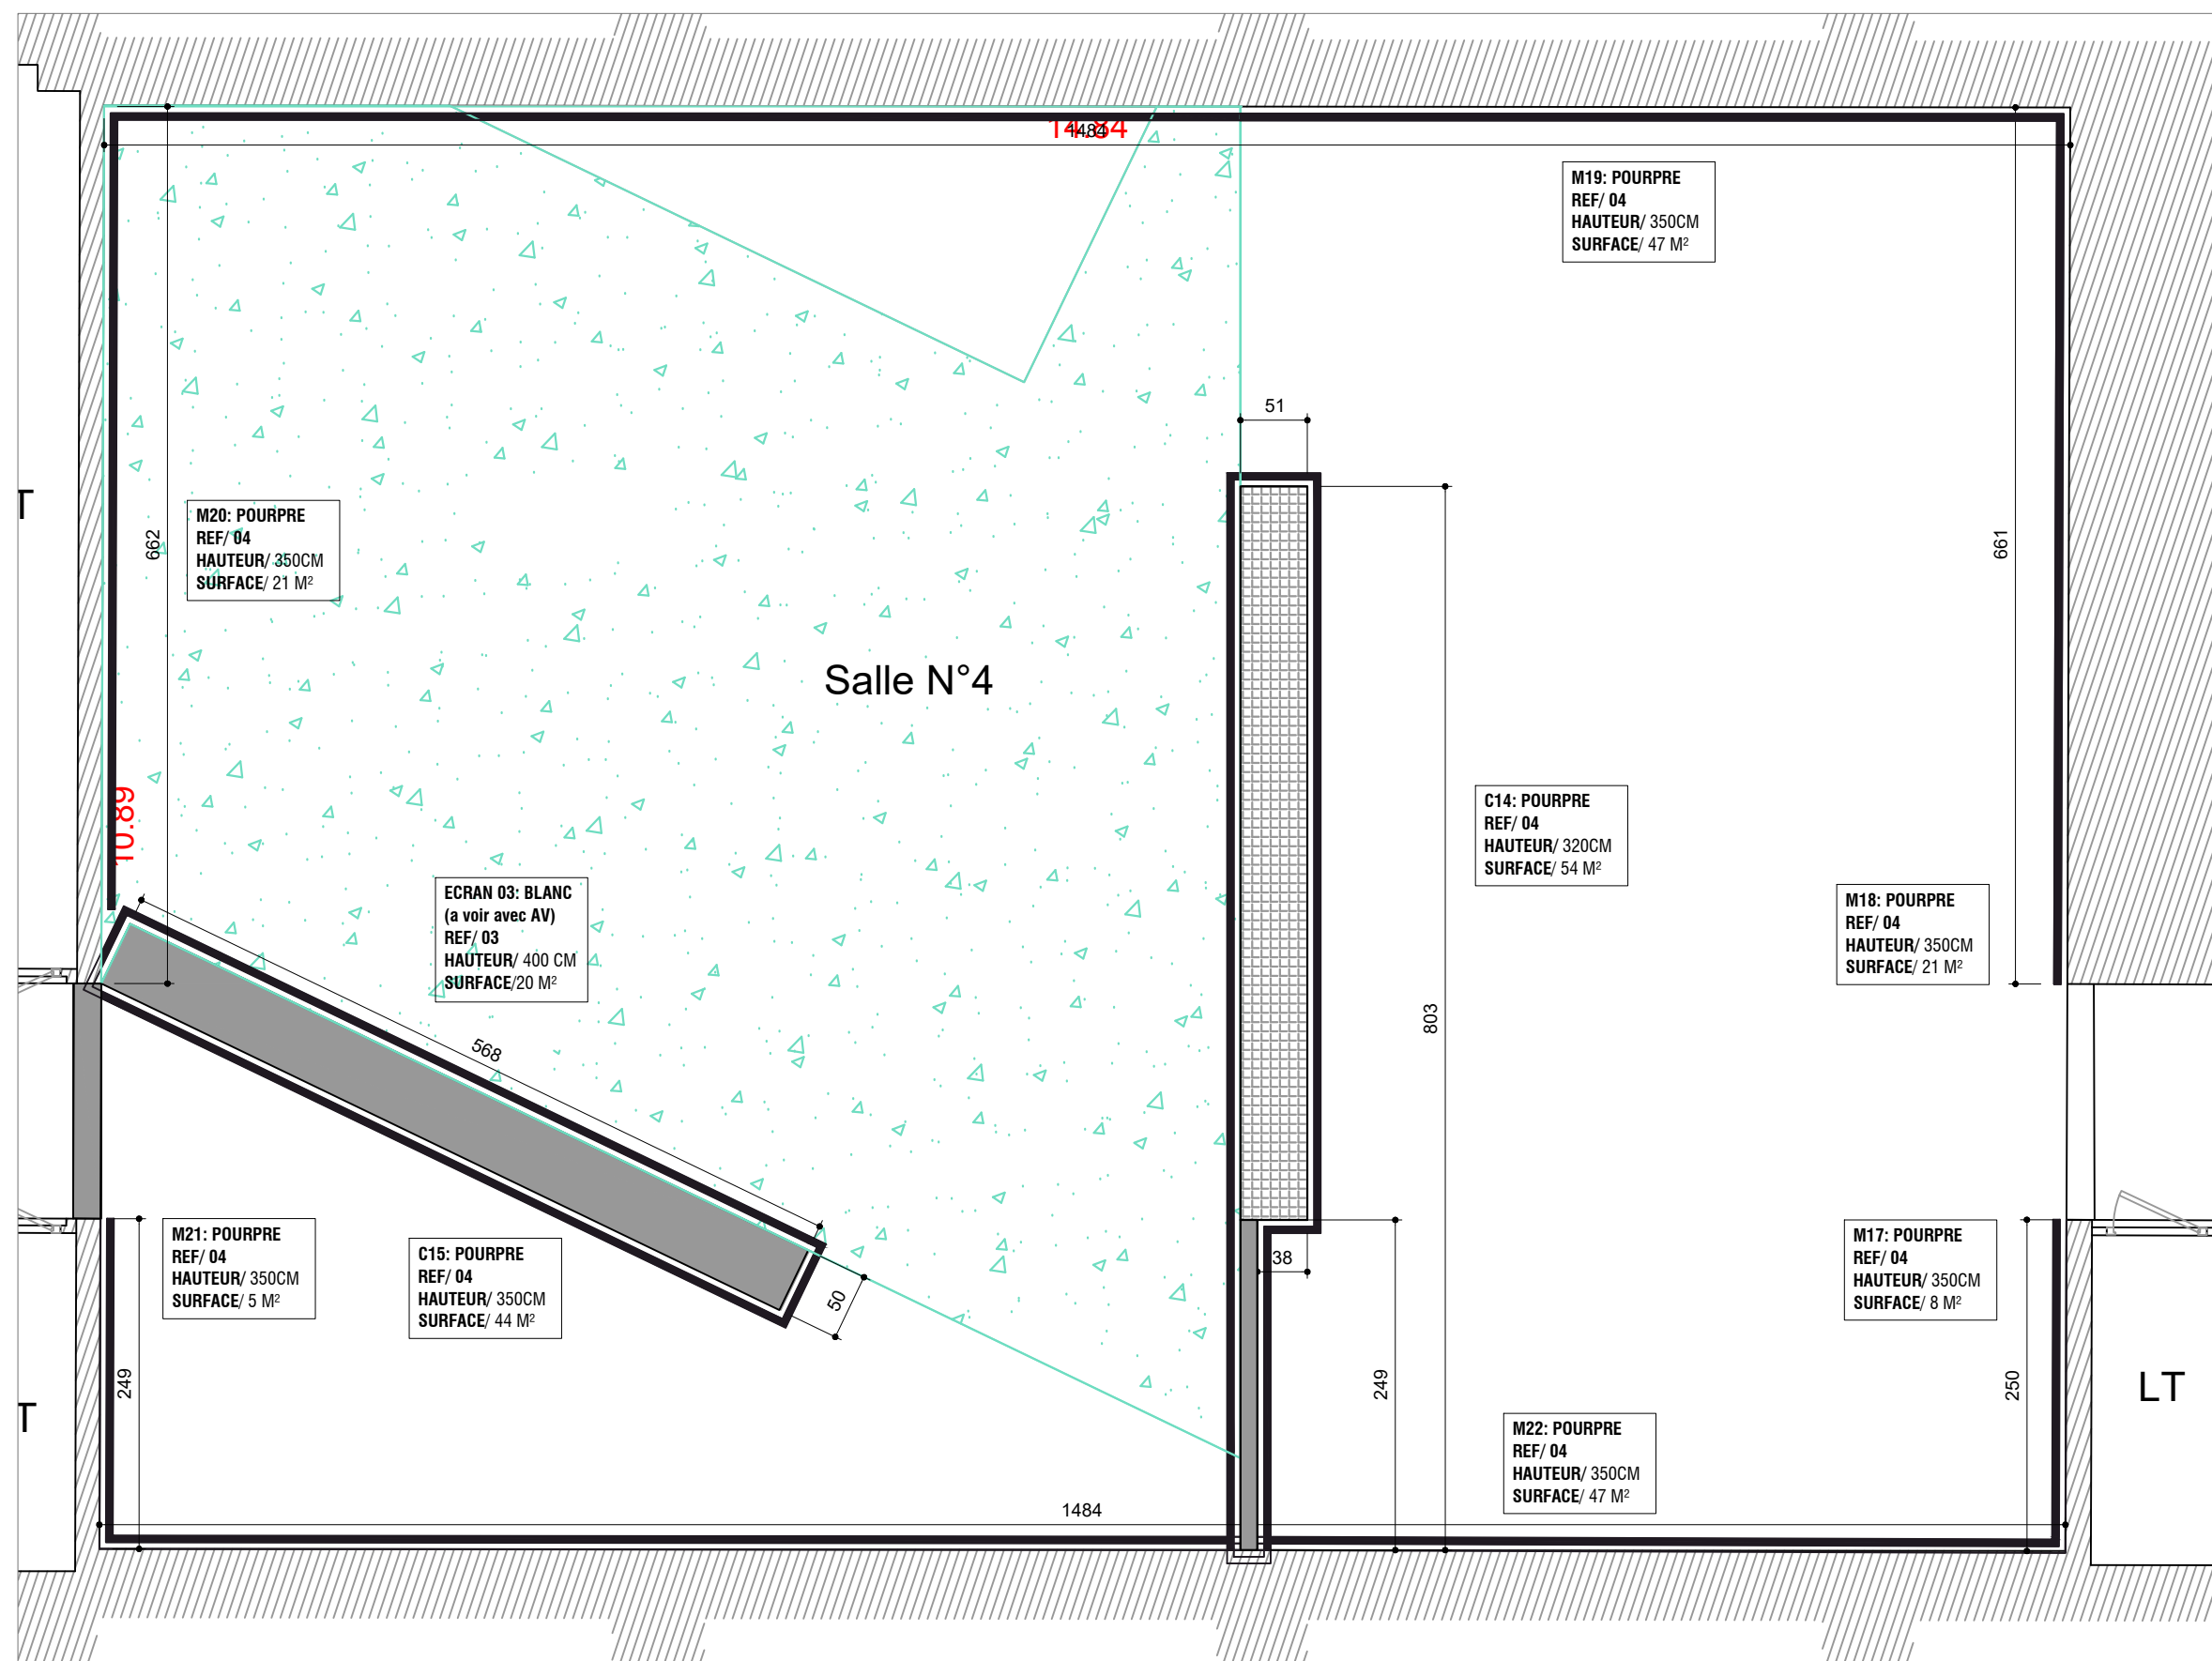 14.84
1484
M19: POURPRE
REF/ 04
HAUTEUR/ 350CM
SURFACE/ 47 M²
51
T
M20: POURPRE
REF/ 04
HAUTEUR/ 350CM
SURFACE/ 21 M²
662
661
Salle N°4
10.89
C14: POURPRE
REF/ 04
HAUTEUR/ 320CM
SURFACE/ 54 M²
ECRAN 03: BLANC
(a voir avec AV)
REF/ 03
HAUTEUR/ 400 CM
SURFACE/20 M²
M18: POURPRE
REF/ 04
HAUTEUR/ 350CM
SURFACE/ 21 M²
803
568
M21: POURPRE
REF/ 04
HAUTEUR/ 350CM
SURFACE/ 5 M²
C15: POURPRE
REF/ 04
HAUTEUR/ 350CM
SURFACE/ 44 M²
50
38
M17: POURPRE
REF/ 04
HAUTEUR/ 350CM
SURFACE/ 8 M²
249
249
250
T
LT
M22: POURPRE
REF/ 04
HAUTEUR/ 350CM
SURFACE/ 47 M²
1484